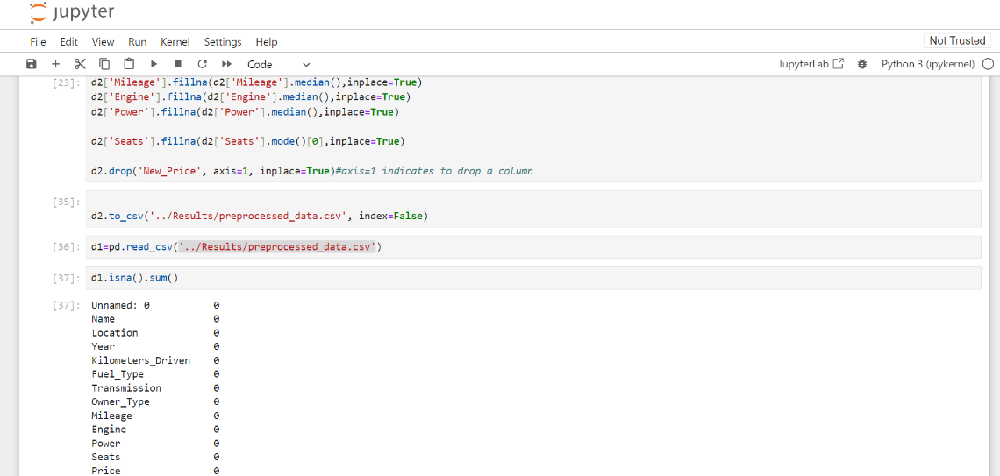 jupyter
File Edit View Run Kernel Settings Help Not Trusted
Code JupyterLab Python 3 (ipykernel)
[23]: d2['Mileage'].fillna(d2['Mileage'].median(),inplace=True)
d2['Engine'].fillna(d2['Engine'].median(),inplace=True)
d2['Power'].fillna(d2['Power'].median(),inplace=True)
d2['Seats'].fillna(d2['Seats'].mode()[0],inplace=True)
d2.drop('New_Price', axis=1, inplace=True)#axis=1 indicates to drop a column
[35]:
d2.to_csv('../Results/preprocessed_data.csv', index=False)
[36]: d1=pd.read_csv('../Results/preprocessed_data.csv')
[37]: d1.isna().sum()
[37]: Unnamed: 0 0
Name 0
Location 0
Year 0
Kilometers_Driven 0
Fuel_Type 0
Transmission 0
Owner_Type 0
Mileage 0
Engine 0
Power 0
Seats 0
Price 0